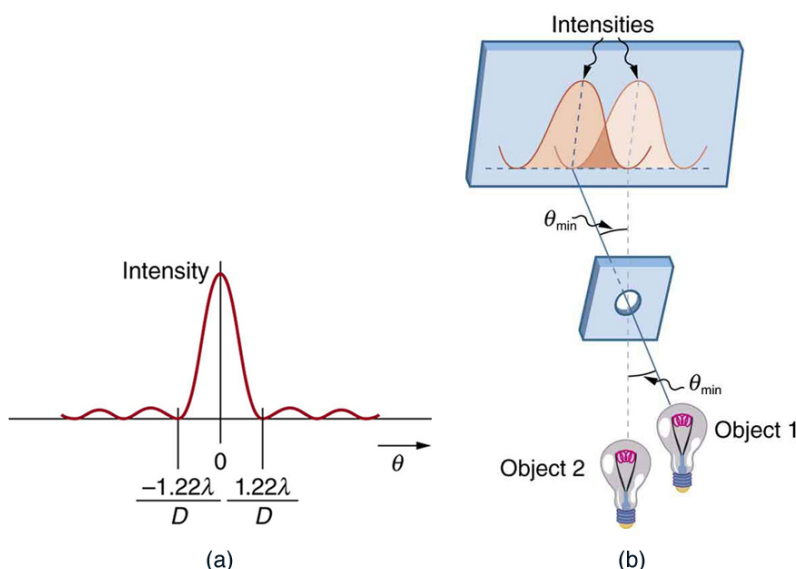 Intensity
0
θ
−1.22λ
D
1.22λ
D
(a)
Intensities
θmin
θmin
Object 1
Object 2
(b)